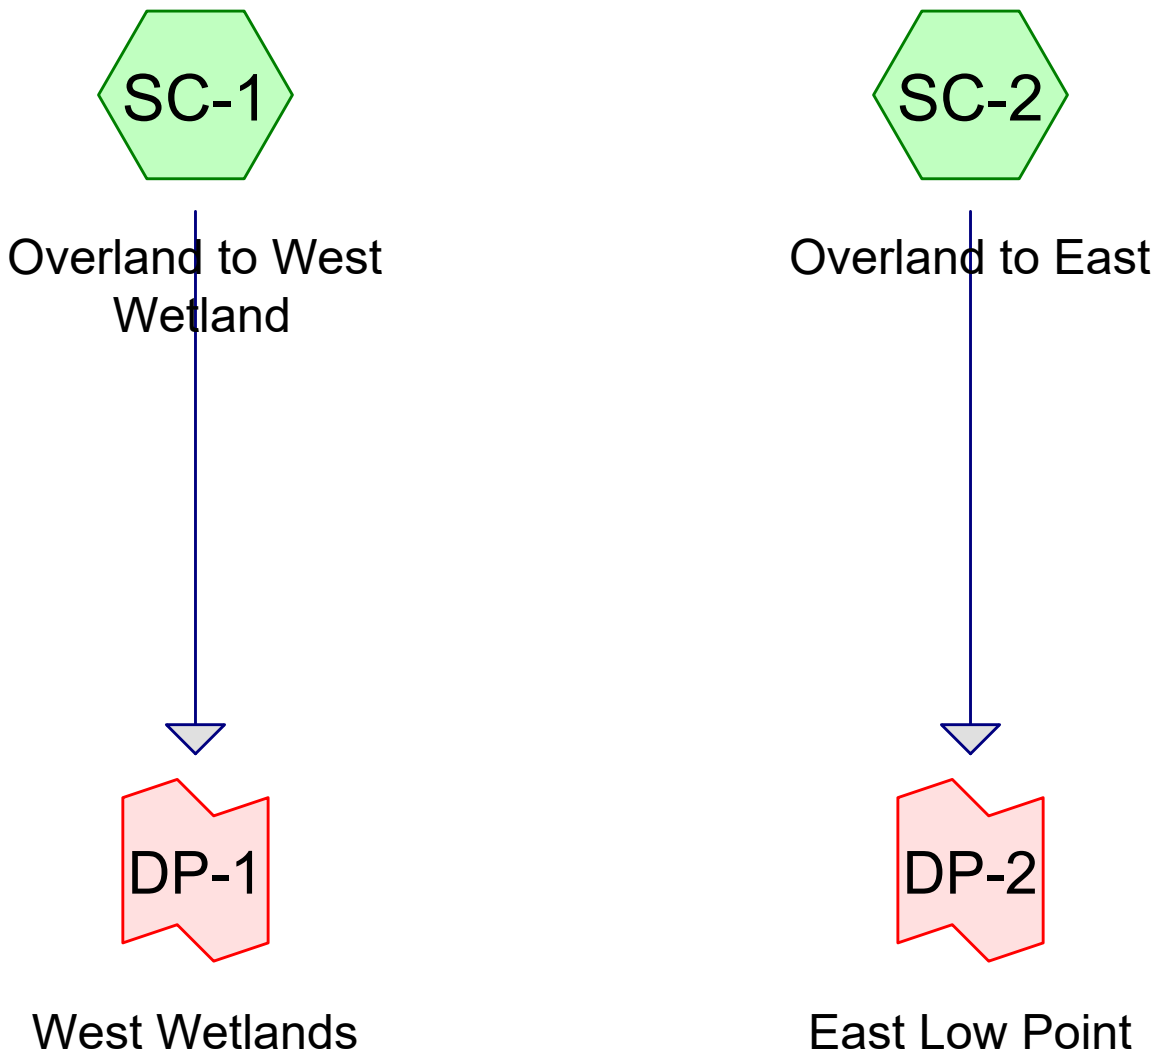 SC-1
SC-2
Overland to West
Wetland
Overland to East
DP-1
DP-2
West Wetlands
East Low Point